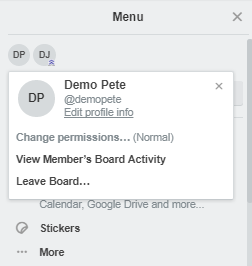 Menu
DP DJ
DP
Demo Pete
@demopete
Edit profile info
Change permissions... (Normal)
View Member's Board Activity
Leave Board...
Calendar, Google Drive and more...
Stickers
More